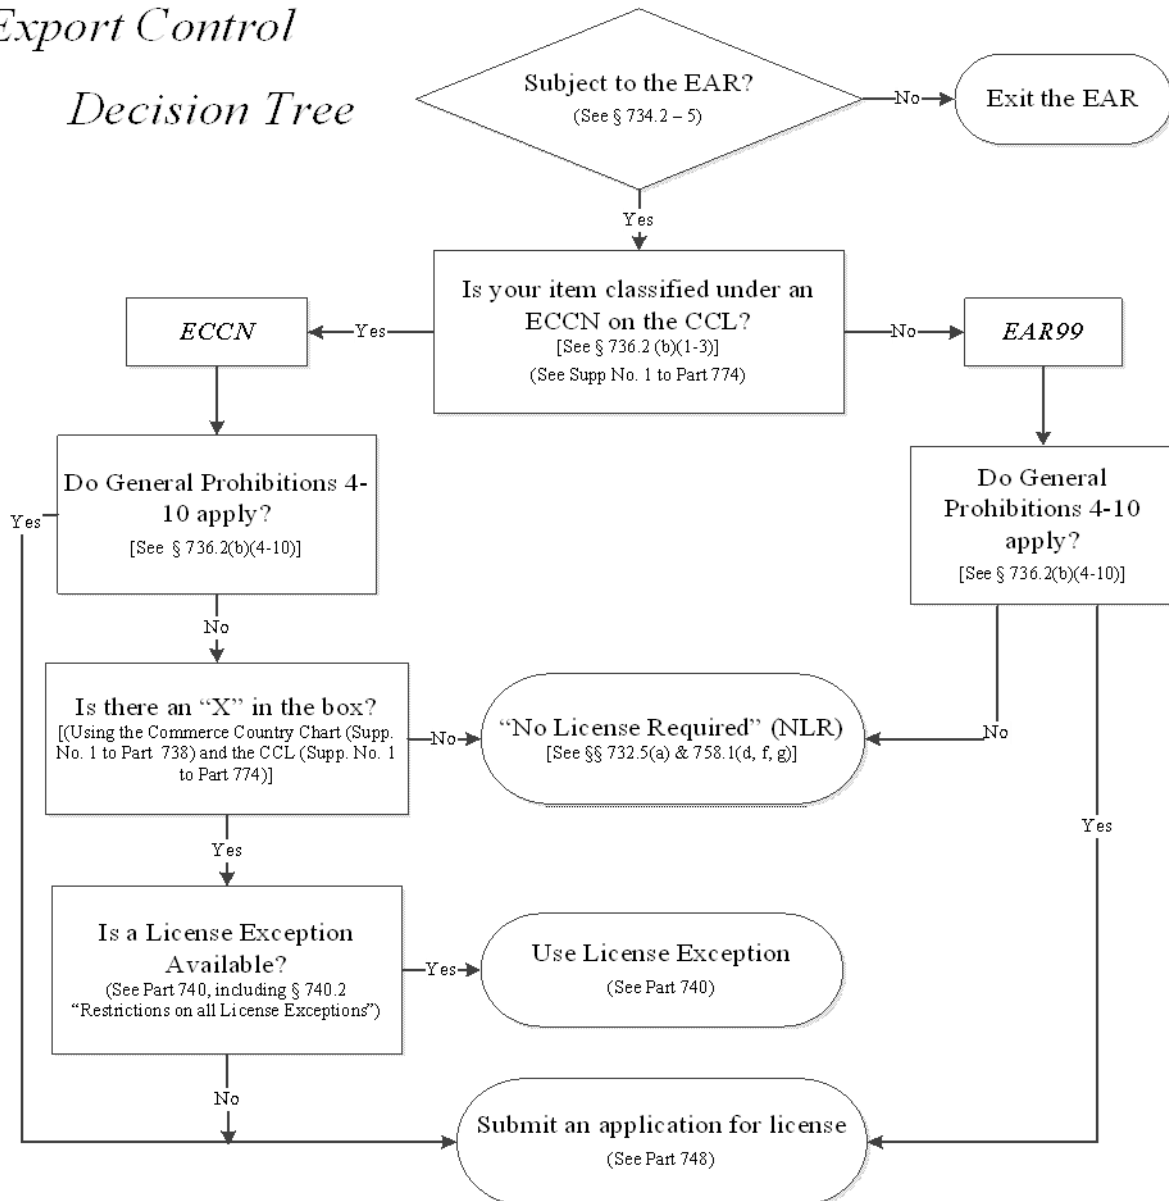 Export Control
Decision Tree
Subject to the EAR?
(See § 734.2 – 5)
No
Exit the EAR
Yes
Is your item classified under an
ECCN on the CCL?
[See § 736.2 (b)(1-3)]
(See Supp No. 1 to Part 774)
Yes
ECCN
No
EAR99
Do General Prohibitions 4-
10 apply?
[See § 736.2(b)(4-10)]
Yes
Do General
Prohibitions 4-10
apply?
[See § 736.2(b)(4-10)]
No
Is there an “X” in the box?
[(Using the Commerce Country Chart (Supp.
No. 1 to Part 738) and the CCL (Supp. No. 1
to Part 774)]
No
“No License Required” (NLR)
[See §§ 732.5(a) & 758.1(d, f, g)]
No
Yes
Yes
Is a License Exception
Available?
(See Part 740, including § 740.2
“Restrictions on all License Exceptions”)
Yes
Use License Exception
(See Part 740)
No
Submit an application for license
(See Part 748)